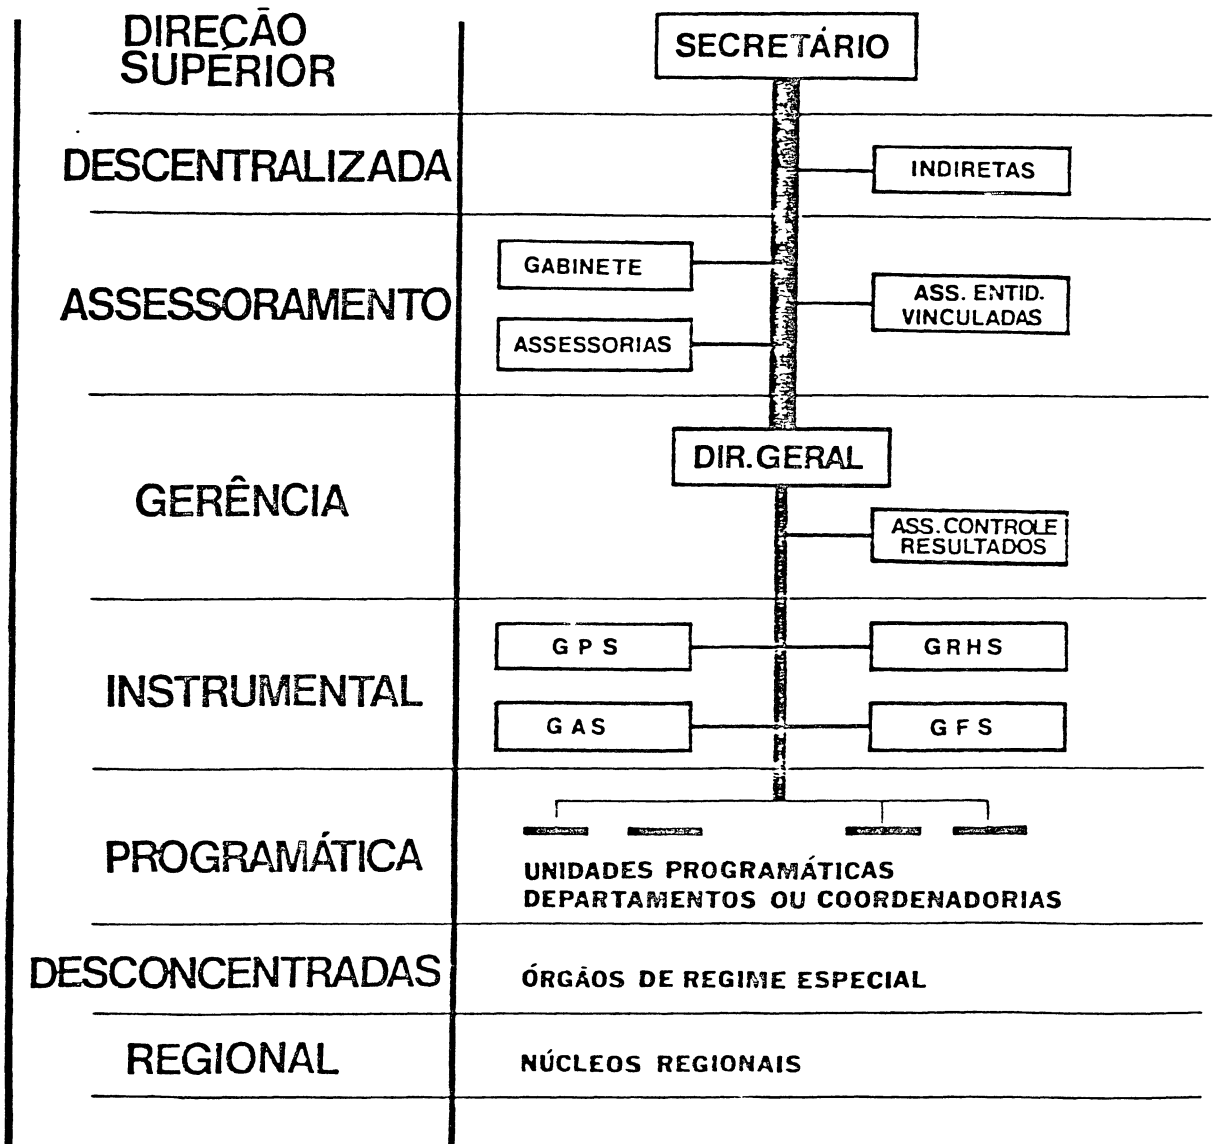 DIREÇÃO
SUPERIOR
SECRETÁRIO
DESCENTRALIZADA
INDIRETAS
ASSESSORAMENTO
GABINETE
ASS. ENTID.
VINCULADAS
ASSESSORIAS
GERÊNCIA
DIR.GERAL
ASS.CONTROLE
RESULTADOS
INSTRUMENTAL
GPS
GRHS
GAS
GFS
PROGRAMÁTICA
UNIDADES PROGRAMÁTICAS
DEPARTAMENTOS OU COORDENADORIAS
DESCONCENTRADAS
ÓRGÃOS DE REGIME ESPECIAL
REGIONAL
NÚCLEOS REGIONAIS